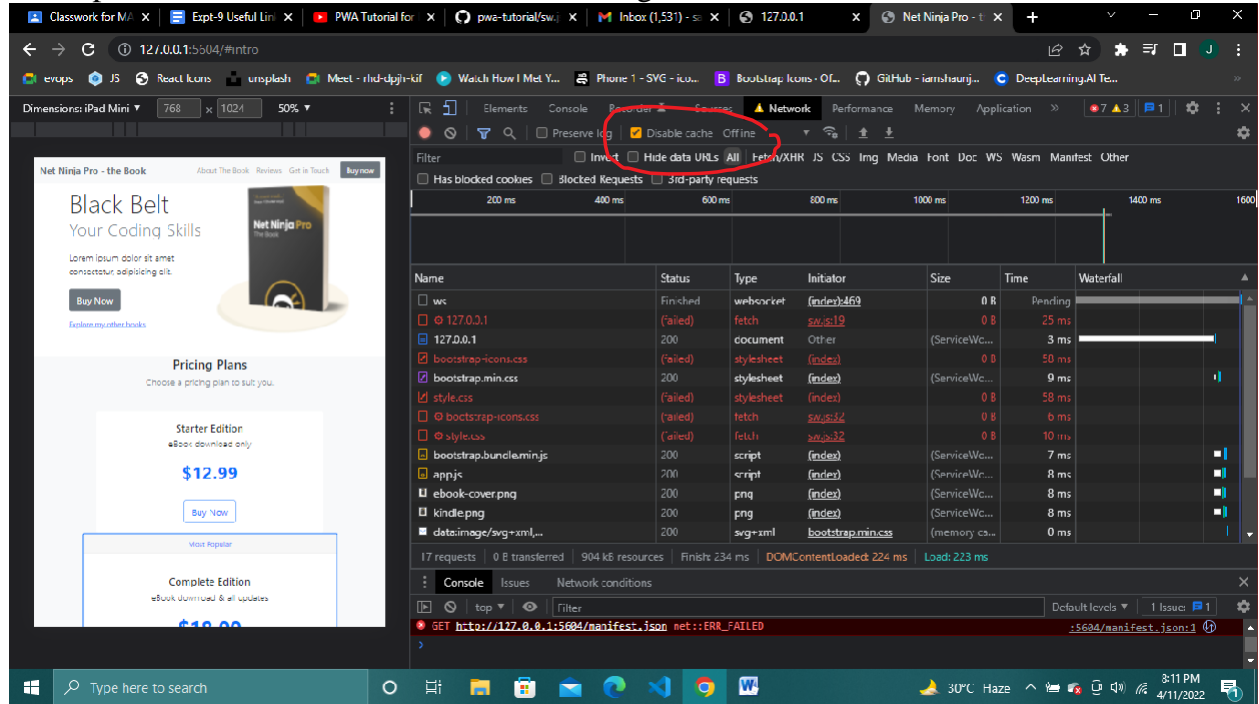 Classwork for MA
Expt-9 Useful Lin
PWA Tutorial for
pwa-tutorial/sw.j
Inbox (1,531) - sa
127.0.0.1
Net Ninja Pro - t
127.0.0.1:5604/#intro
evops
JS
React Icons
unsplash
Meet - rhd-dpjh-kif
Watch How I Met Y...
Phone 1 - SVG - ico...
Bootstrap Icons · Of...
GitHub - iamshaunj...
DeepLearning.AI Te...
Dimensions: iPad Mini ▼ 768 x 1024 50% ▼
Elements Console Recorder Sources Network Performance Memory Application » 7 3 1
Preserve log Disable cache Offline
Filter Invert Hide data URLs All Fetch/XHR JS CSS Img Media Font Doc WS Wasm Manifest Other
Has blocked cookies Blocked Requests 3rd-party requests
200 ms 400 ms 600 ms 800 ms 1000 ms 1200 ms 1400 ms 1600
Net Ninja Pro - the Book About The Book Reviews Get in Touch Buy now
Black Belt
Your Coding Skills
Net Ninja Pro
The Book
Lorem ipsum dolor sit amet
consectetur, adipisicing elit.
Buy Now
Explore my other books
Pricing Plans
Choose a pricing plan to suit you.
Starter Edition
eBook download only
$12.99
Buy Now
Most Popular
Complete Edition
eBook download & all updates
$18.99
Name Status Type Initiator Size Time Waterfall
ws Finished websocket (index):469 0 B Pending
127.0.0.1 (failed) fetch sw.js:19 0 B 25 ms
127.0.0.1 200 document Other (ServiceWo... 3 ms
bootstrap-icons.css (failed) stylesheet (index) 0 B 58 ms
bootstrap.min.css 200 stylesheet (index) (ServiceWo... 9 ms
style.css (failed) stylesheet (index) 0 B 58 ms
bootstrap-icons.css (failed) fetch sw.js:32 0 B 6 ms
style.css (failed) fetch sw.js:32 0 B 10 ms
bootstrap.bundle.min.js 200 script (index) (ServiceWo... 7 ms
app.js 200 script (index) (ServiceWo... 8 ms
ebook-cover.png 200 png (index) (ServiceWo... 8 ms
kindle.png 200 png (index) (ServiceWo... 8 ms
data:image/svg+xml,... 200 svg+xml bootstrap.min.css (memory ca... 0 ms
17 requests 0 B transferred 904 kB resources Finish: 234 ms DOMContentLoaded: 224 ms Load: 223 ms
Console Issues Network conditions
top ▼ Filter Default levels ▼ 1 Issue: 1
GET http://127.0.0.1:5604/manifest.json net::ERR_FAILED :5604/manifest.json:1
Type here to search
30°C Haze
8:11 PM
4/11/2022